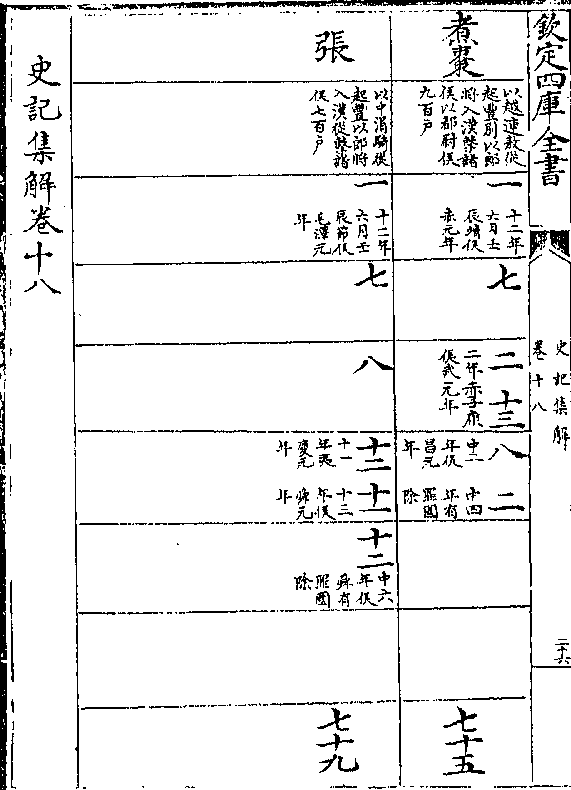 欽定四庫全書
史記集解
卷十八
二十六
煮棗
以越連敖從
起豐別以郎
將入漢擊諸
侯以都尉侯
九百戶
一
十二年
六月壬
辰靖侯
赤元年
七
二
十三
二年赤子康
侯武元年
八
中二
年侯
昌元
年
二
中四
年有
罪國
除
七十五
張
以中涓騎從
起豐以郎將
入漢從擊諸
侯七百戶
一
十二年
六月壬
辰節侯
毛澤元
年
七
八
十二
十一
年夷
慶元
年
十一
十三
年侯
舜元
年
十二
中六
年侯
舜有
罪國
除
七十九
史記集解卷十八